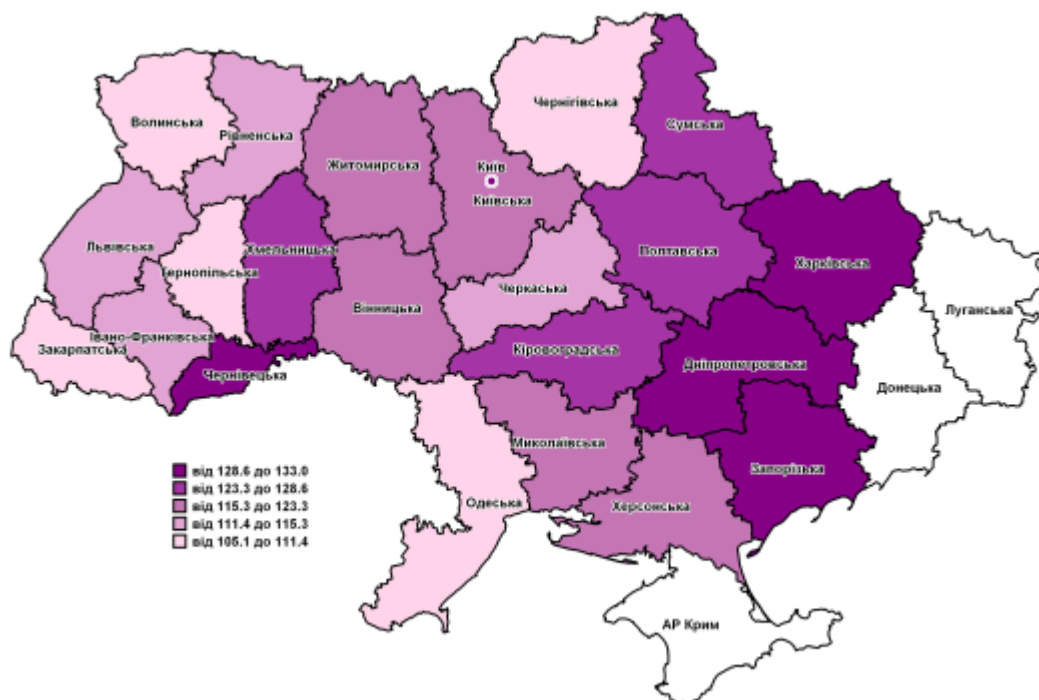 Чернігівська
Волинська
Сумська
Рівненська
Житомирська
Київ
Київська
Львівська
Хмельницька
Полтавська
Харківська
Тернопільська
Черкаська
Вінницька
Луганська
Івано-Франківська
Закарпатська
Кіровоградська
Дніпропетровська
Чернівецька
Донецька
Миколаївська
Запорізька
від 128.6 до 133.0
від 123.3 до 128.6
від 115.3 до 123.3
від 111.4 до 115.3
від 105.1 до 111.4
Одеська
Херсонська
АР Крим